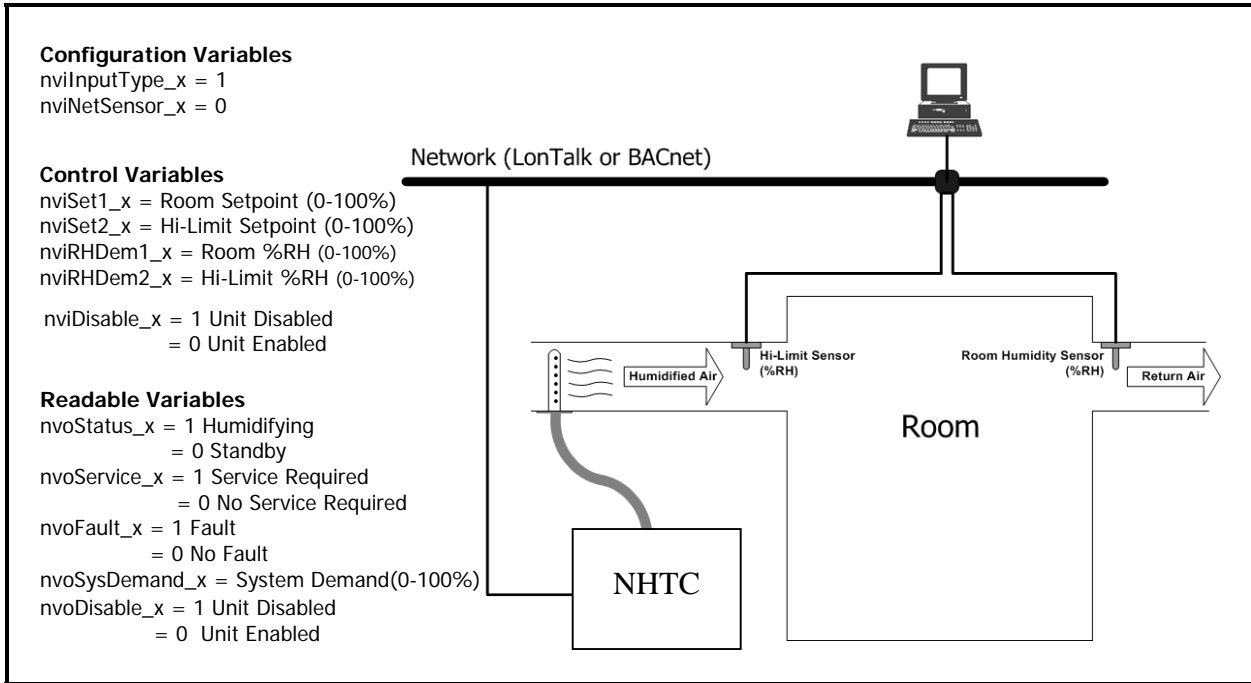 Configuration Variables
nviInputType_x = 1
nviNetSensor_x = 0
Control Variables
nviSet1_x = Room Setpoint (0-100%)
nviSet2_x = Hi-Limit Setpoint (0-100%)
nviRHDem1_x = Room %RH (0-100%)
nviRHDem2_x = Hi-Limit %RH (0-100%)
nviDisable_x = 1 Unit Disabled
= 0 Unit Enabled
Readable Variables
nvoStatus_x = 1 Humidifying
= 0 Standby
nvoService_x = 1 Service Required
= 0 No Service Required
nvoFault_x = 1 Fault
= 0 No Fault
nvoSysDemand_x = System Demand(0-100%)
nvoDisable_x = 1 Unit Disabled
= 0 Unit Enabled
Network (LonTalk or BACnet)
Humidified Air
Hi-Limit Sensor
(%RH)
Room Humidity Sensor
(%RH)
Return Air
Room
NHTC